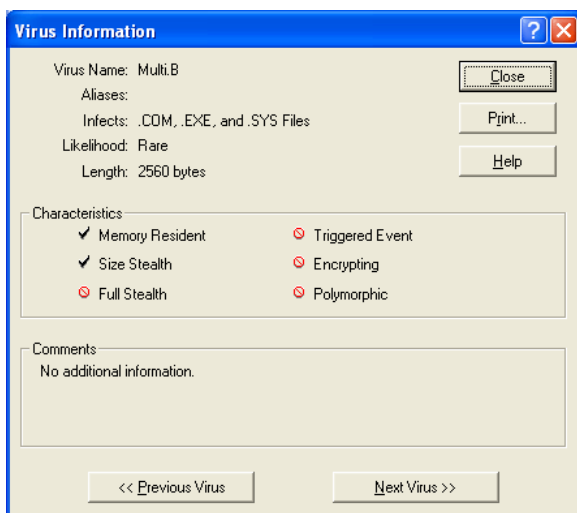 Virus Information
Virus Name: Multi.B
Aliases:
Infects: .COM, .EXE, and .SYS Files
Likelihood: Rare
Length: 2560 bytes
Close
Print...
Help
Characteristics
Memory Resident
Size Stealth
Full Stealth
Triggered Event
Encrypting
Polymorphic
Comments
No additional information.
<< Previous Virus
Next Virus >>